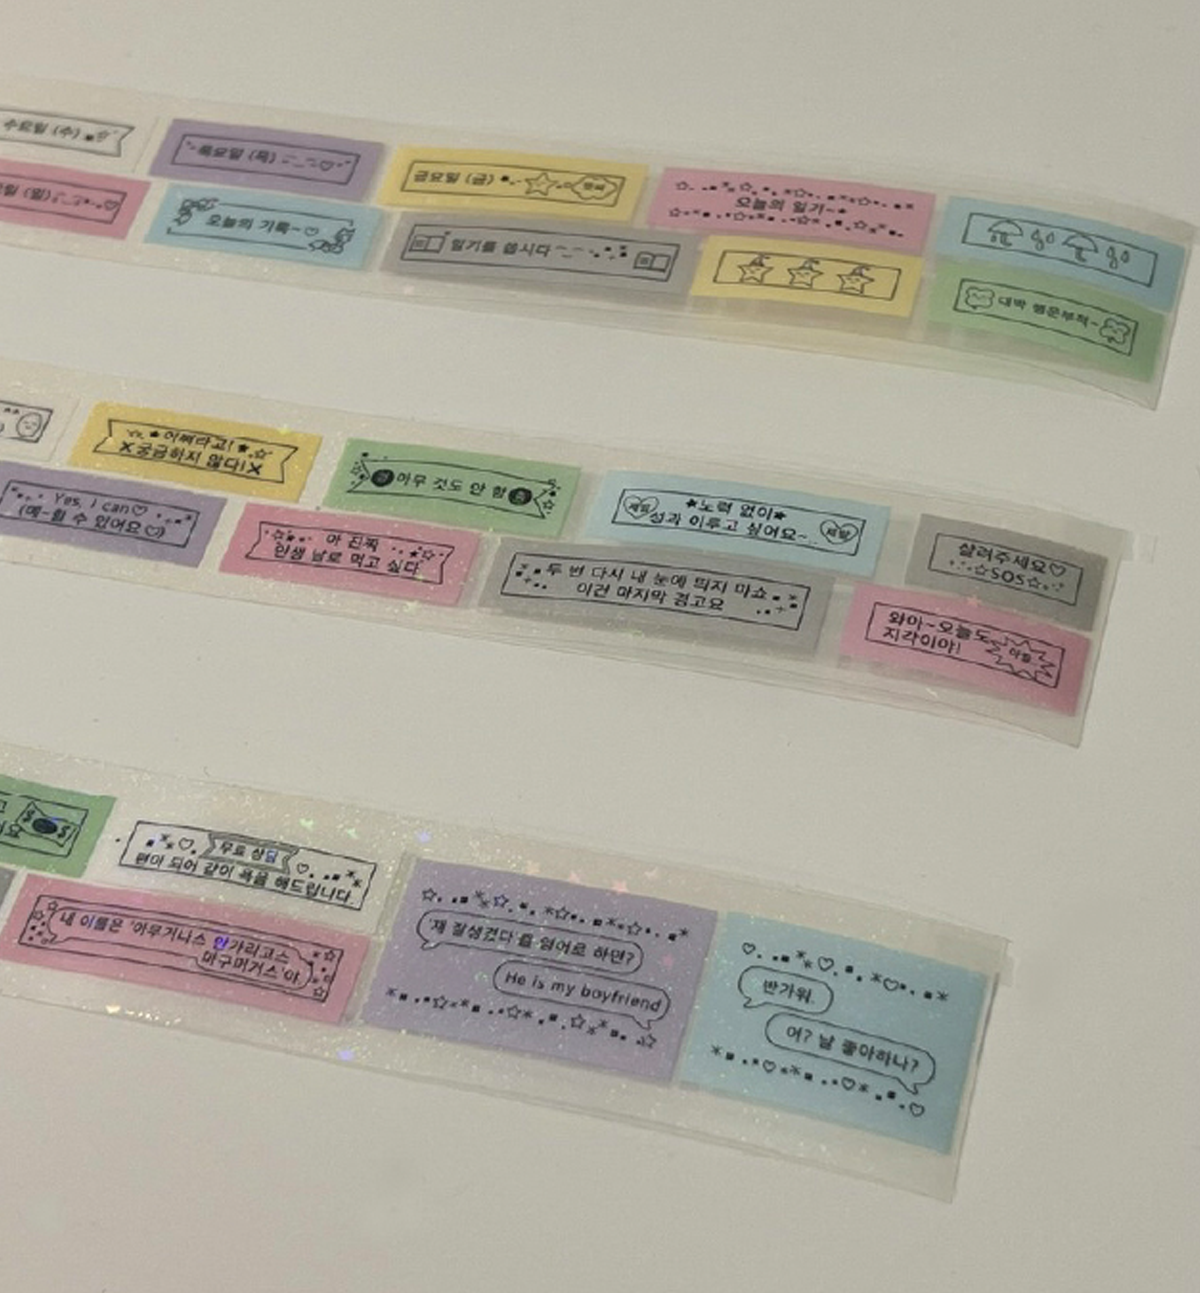 수요일 (수)
목요일 (목)
금요일 (금)
오늘의 일기~
일 (일)
오늘의 기록~♡
일기를 씁시다
대박 행운부적~
어쩌라고!
궁금하지 않다!
아무 것도 안 함
노력 없이
성과 이루고 싶어요~
제발
제발
살려주세요♡
SOS
Yes, I can♡
(예-할 수 있어요♡)
아 진짜
인생 날로 먹고 싶다
두 번 다시 내 눈에 띄지 마쇼
이건 마지막 경고요
와아~오늘도
지각이야!
무료 상담
편이 되어 같이 욕을 해드립니다
내 이름은 '아무거나스 안가리고스
마구머거스'야
'쟤 잘생겼다'를 영어로 하면?
He is my boyfriend
반가워.
어? 날 좋아하나?